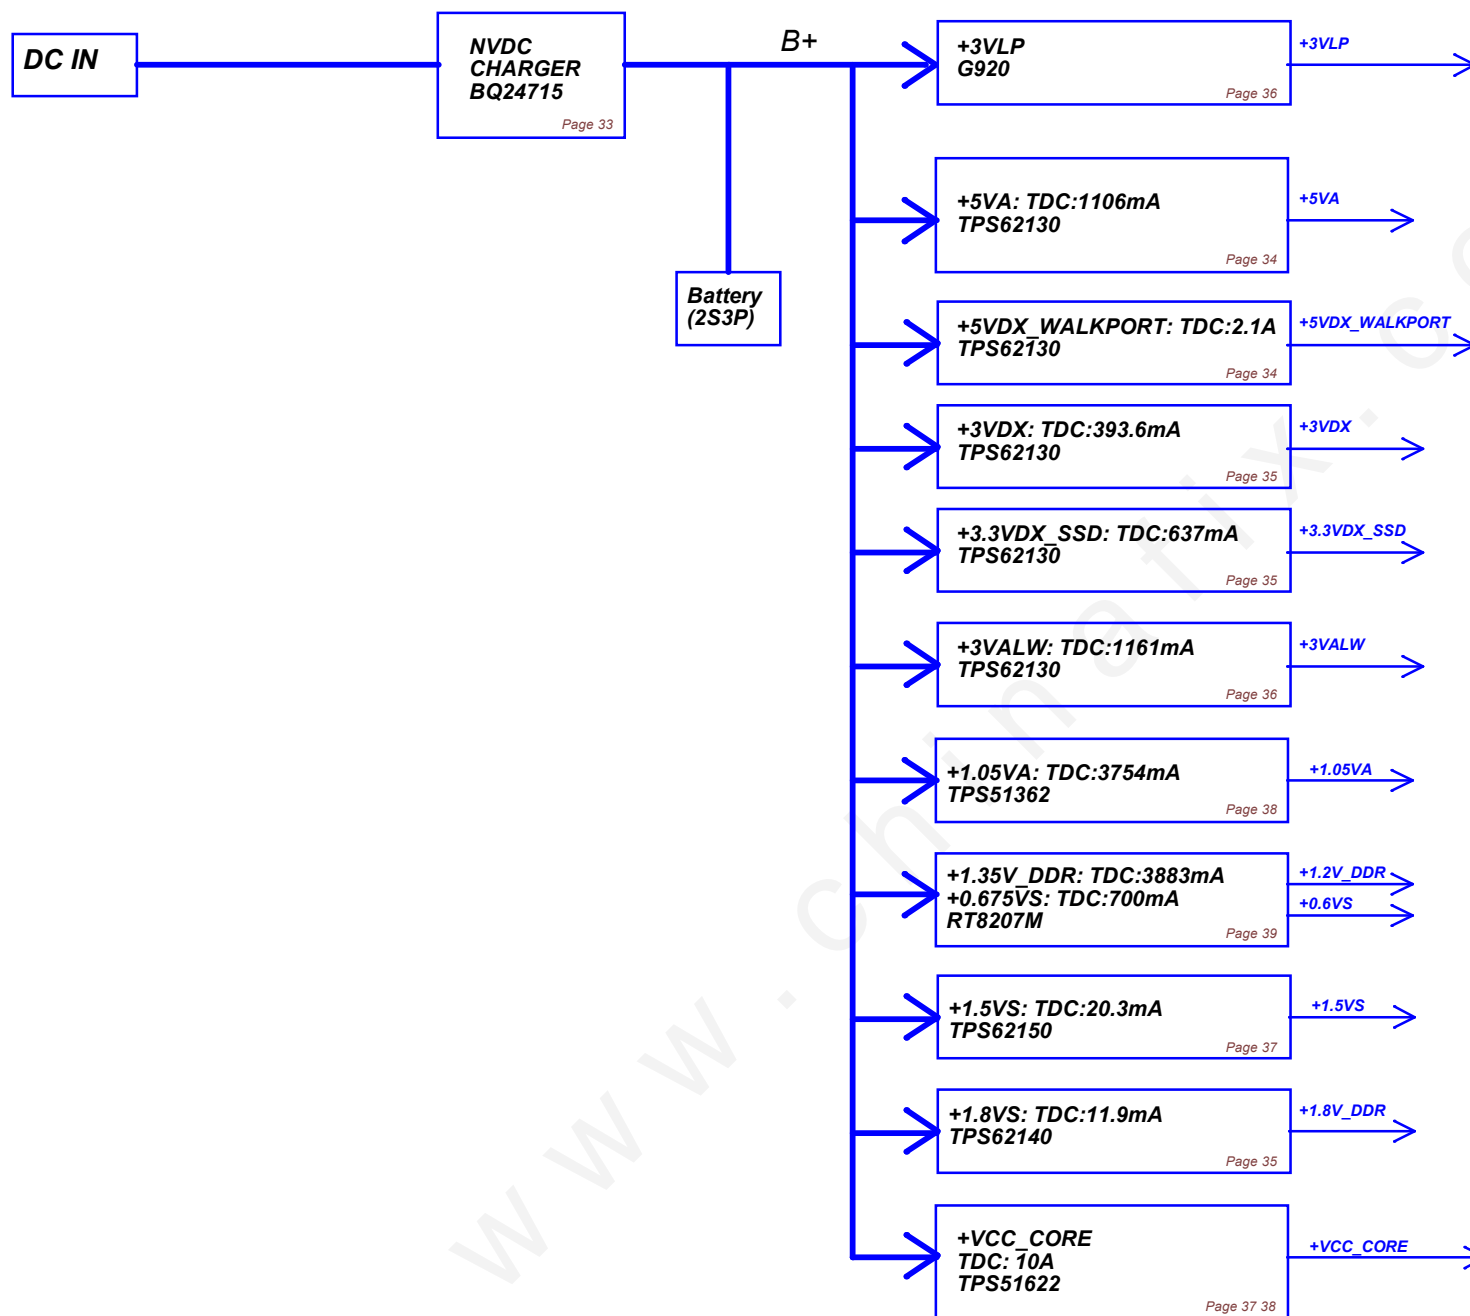 DC IN
NVDC
CHARGER
BQ24715
Page 33
B+
Battery
(2S3P)
+3VLP
G920
Page 36
+3VLP
+5VA: TDC:1106mA
TPS62130
Page 34
+5VA
+5VDX_WALKPORT: TDC:2.1A
TPS62130
Page 34
+5VDX_WALKPORT
+3VDX: TDC:393.6mA
TPS62130
Page 35
+3VDX
+3.3VDX_SSD: TDC:637mA
TPS62130
Page 35
+3.3VDX_SSD
+3VALW: TDC:1161mA
TPS62130
Page 36
+3VALW
+1.05VA: TDC:3754mA
TPS51362
Page 38
+1.05VA
+1.35V_DDR: TDC:3883mA
+0.675VS: TDC:700mA
RT8207M
Page 39
+1.2V_DDR
+0.6VS
+1.5VS: TDC:20.3mA
TPS62150
Page 37
+1.5VS
+1.8VS: TDC:11.9mA
TPS62140
Page 35
+1.8V_DDR
+VCC_CORE
TDC: 10A
TPS51622
Page 37 38
+VCC_CORE
www.chinafix.c